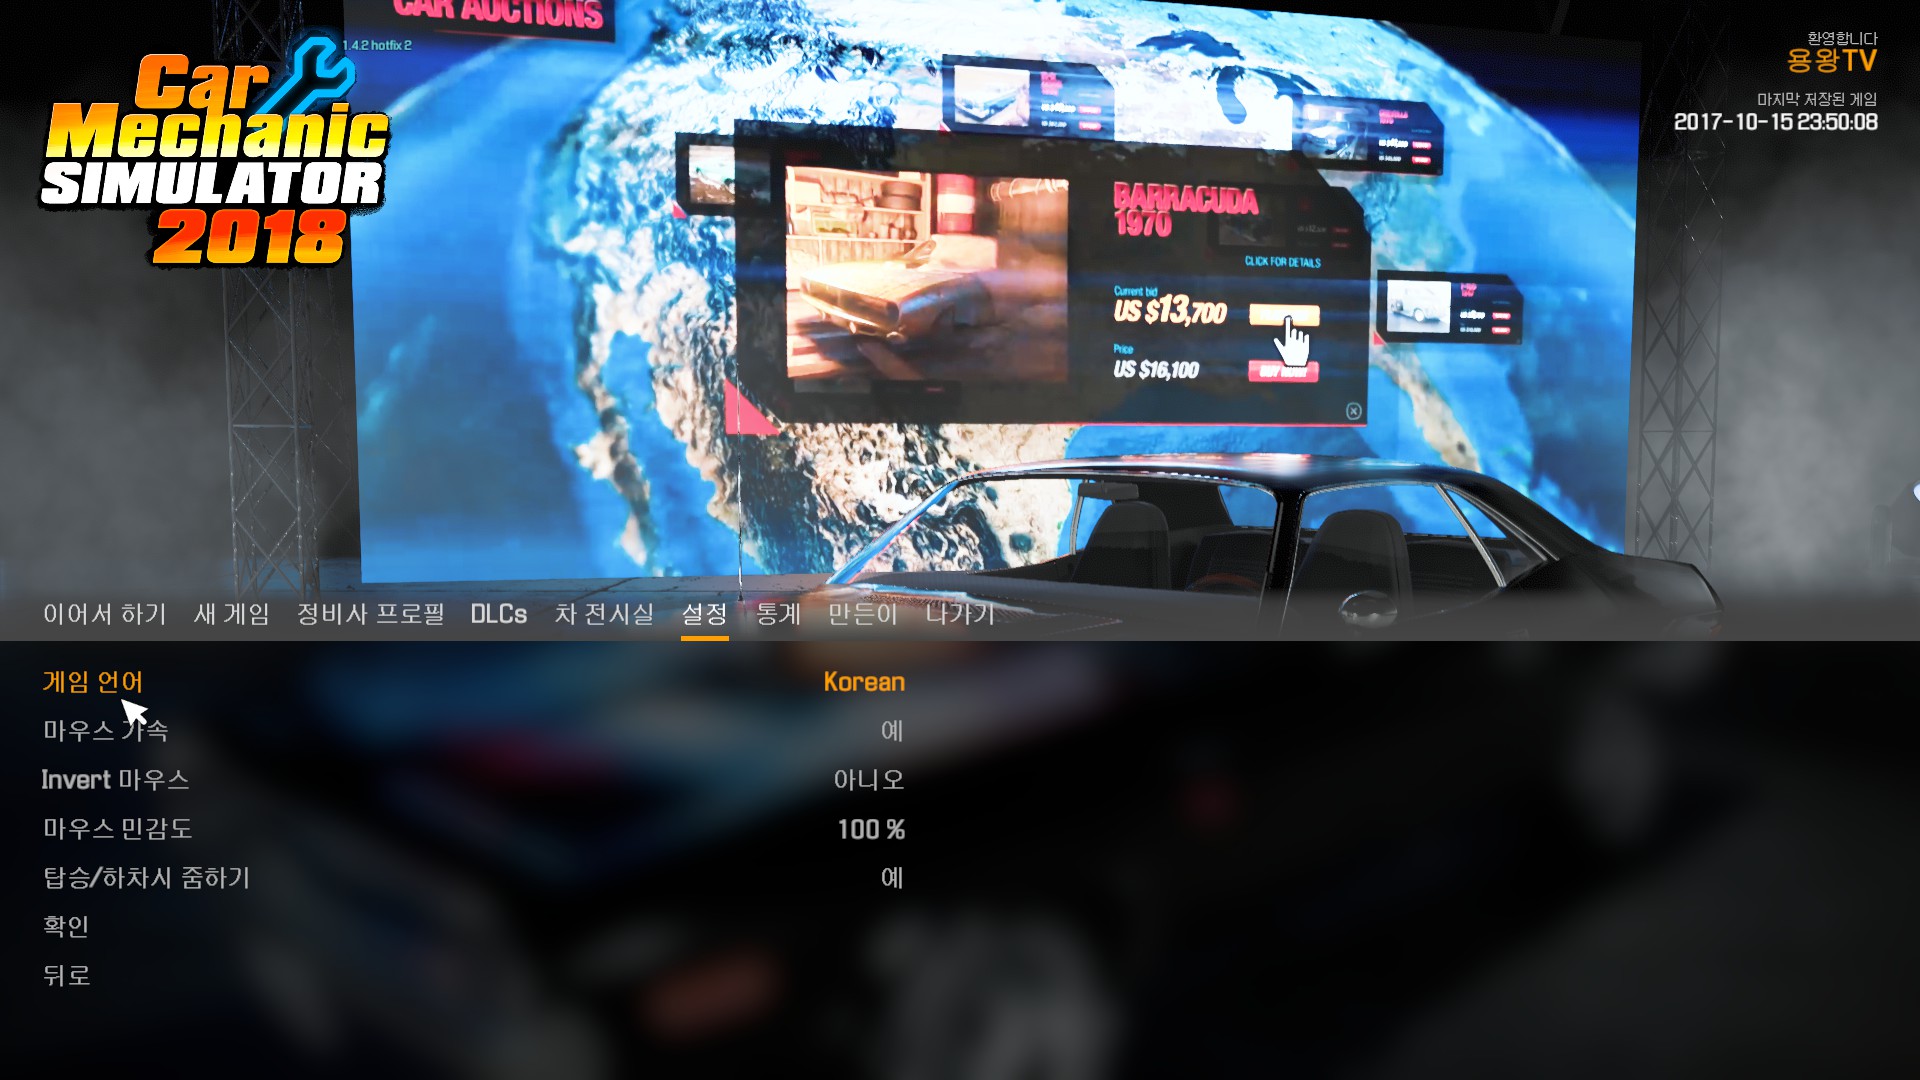 CAR AUCTIONS
1.4.2 hotfix 2
Car
Mechanic
SIMULATOR
2018
환영합니다
용왕TV
마지막 저장된 게임
2017-10-15 23:50:08
BARRACUDA
1970
CLICK FOR DETAILS
Current bid
US $13,700
Price
US $16,100
이어서 하기 새 게임 정비사 프로필 DLCs 차 전시실 설정 통계 만든이 나가기
게임 언어 Korean
마우스 가속 예
Invert 마우스 아니오
마우스 민감도 100 %
탑승/하차시 줌하기 예
확인
뒤로